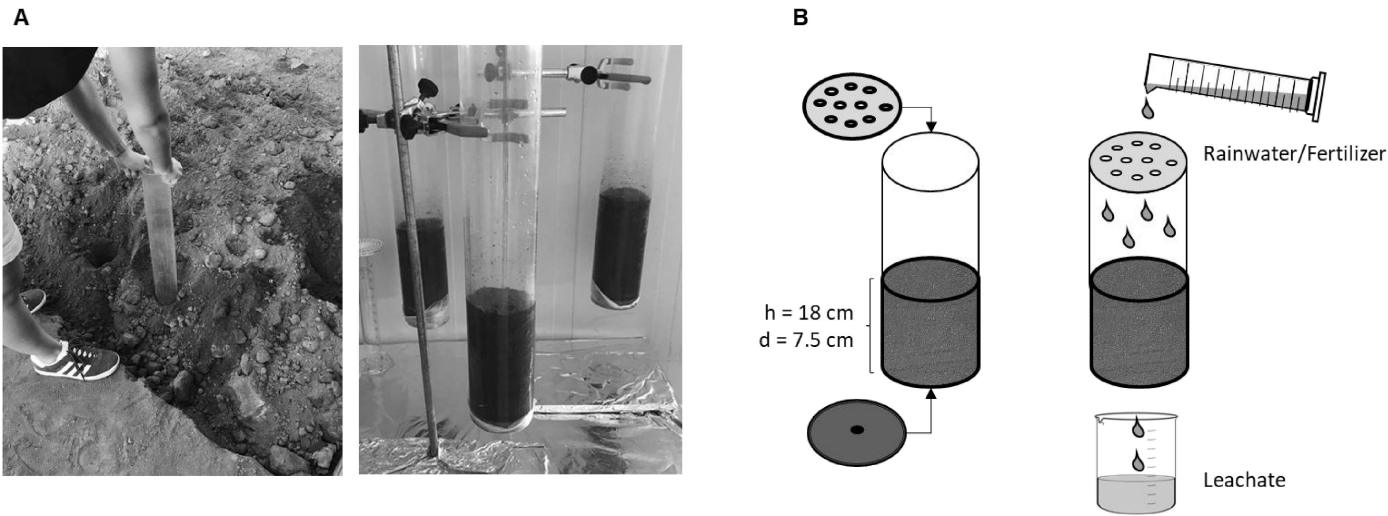 A
B
Rainwater/Fertilizer
h = 18 cm
d = 7.5 cm
Leachate